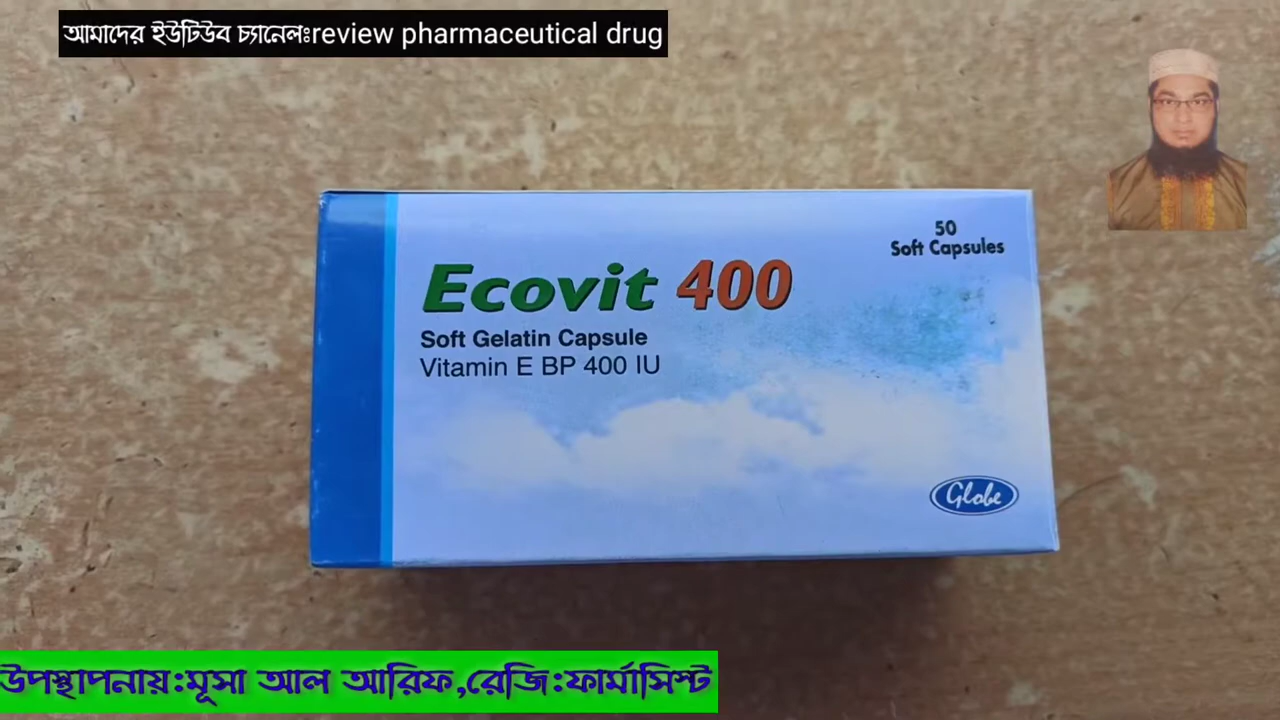 আমাদের ইউটিউব চ্যানেলঃreview pharmaceutical drug
50
Soft Capsules
Ecovit 400
Soft Gelatin Capsule
Vitamin E BP 400 IU
Globe
উপস্থাপনায়:মূসা আল আরিফ,রেজি:ফার্মাসিস্ট